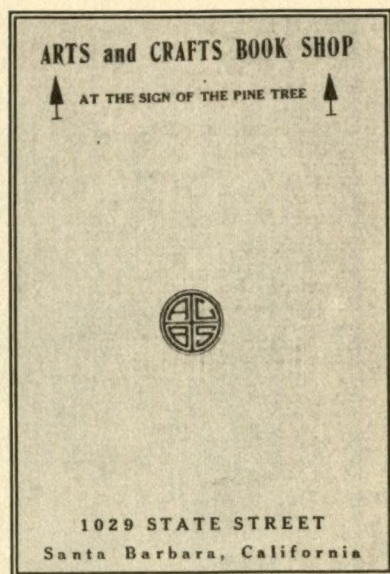 ARTS and CRAFTS BOOK SHOP
AT THE SIGN OF THE PINE TREE
AC
BS
1029 STATE STREET
Santa Barbara, California